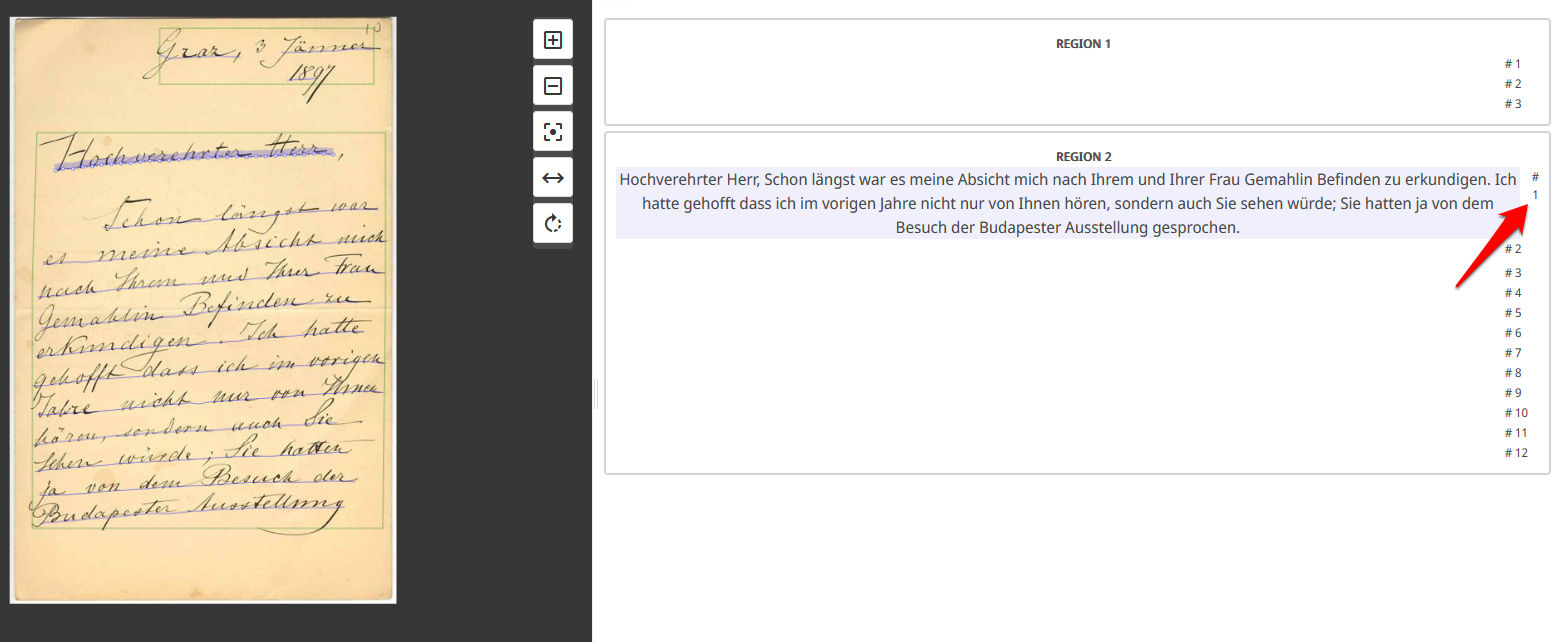 10
Graz, 3 Jänner
1897
Hochverehrter Herr,
Schon längst war
es meine Absicht mich
nach Ihrem und Ihrer Frau
Gemahlin Befinden zu
erkundigen. Ich hatte
gehofft dass ich im vorigen
Jahre nicht nur von Ihnen
hören, sondern auch Sie
sehen würde; Sie hatten
ja von dem Besuch der
Budapester Ausstellung
REGION 1
# 1
# 2
# 3
REGION 2
Hochverehrter Herr, Schon längst war es meine Absicht mich nach Ihrem und Ihrer Frau Gemahlin Befinden zu erkundigen. Ich
hatte gehofft dass ich im vorigen Jahre nicht nur von Ihnen hören, sondern auch Sie sehen würde; Sie hatten ja von dem
Besuch der Budapester Ausstellung gesprochen.
#
1
# 2
# 3
# 4
# 5
# 6
# 7
# 8
# 9
# 10
# 11
# 12